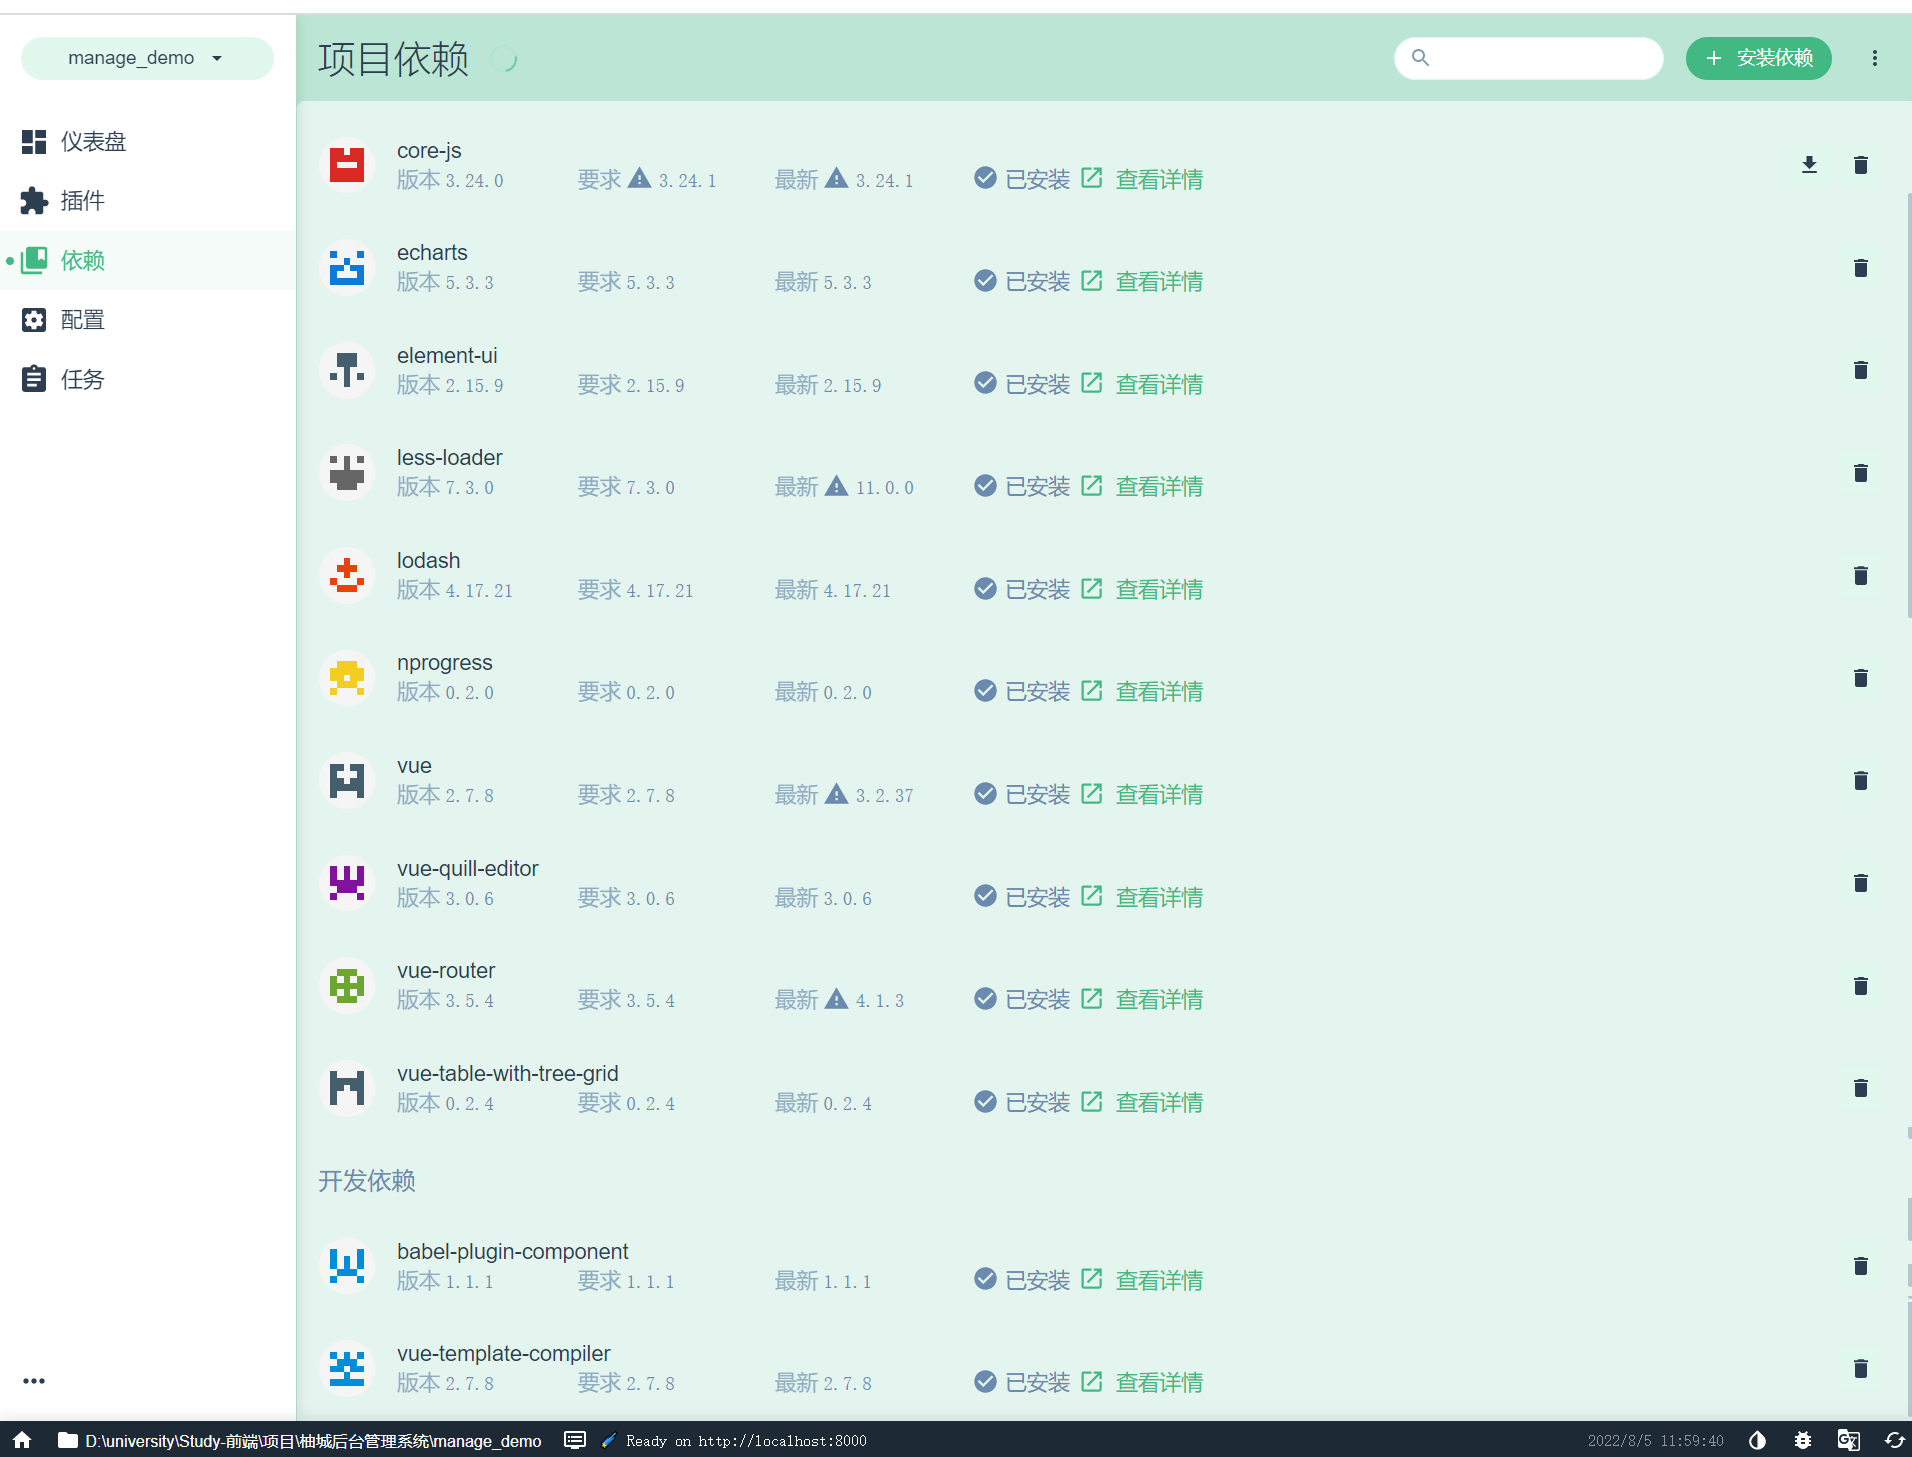 manage_demo
项目依赖
安装依赖
仪表盘
插件
依赖
配置
任务
core-js
版本 3.24.0 要求 3.24.1 最新 3.24.1 已安装 查看详情
echarts
版本 5.3.3 要求 5.3.3 最新 5.3.3 已安装 查看详情
element-ui
版本 2.15.9 要求 2.15.9 最新 2.15.9 已安装 查看详情
less-loader
版本 7.3.0 要求 7.3.0 最新 11.0.0 已安装 查看详情
lodash
版本 4.17.21 要求 4.17.21 最新 4.17.21 已安装 查看详情
nprogress
版本 0.2.0 要求 0.2.0 最新 0.2.0 已安装 查看详情
vue
版本 2.7.8 要求 2.7.8 最新 3.2.37 已安装 查看详情
vue-quill-editor
版本 3.0.6 要求 3.0.6 最新 3.0.6 已安装 查看详情
vue-router
版本 3.5.4 要求 3.5.4 最新 4.1.3 已安装 查看详情
vue-table-with-tree-grid
版本 0.2.4 要求 0.2.4 最新 0.2.4 已安装 查看详情
开发依赖
babel-plugin-component
版本 1.1.1 要求 1.1.1 最新 1.1.1 已安装 查看详情
vue-template-compiler
版本 2.7.8 要求 2.7.8 最新 2.7.8 已安装 查看详情
D:\university\Study-前端\项目\柚城后台管理系统\manage_demo Ready on http://localhost:8000 2022/8/5 11:59:40